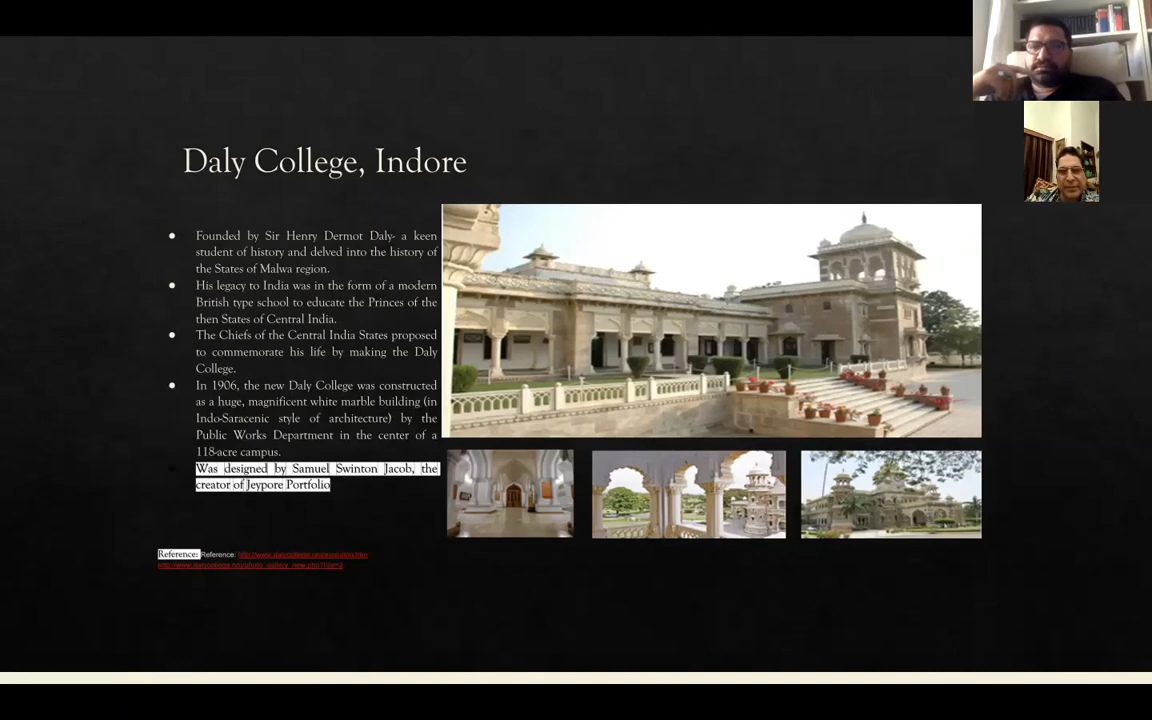 Daly College, Indore
Founded by Sir Henry Dermot Daly- a keen
student of history and delved into the history of
the States of Malwa region.
His legacy to India was in the form of a modern
British type school to educate the Princes of the
then States of Central India.
The Chiefs of the Central India States proposed
to commemorate his life by making the Daly
College.
In 1906, the new Daly College was constructed
as a huge, magnificent white marble building (in
Indo-Saracenic style of architecture) by the
Public Works Department in the center of a
118-acre campus.
Was designed by Samuel Swinton Jacob, the
creator of Jeypore Portfolio
Reference: Reference: